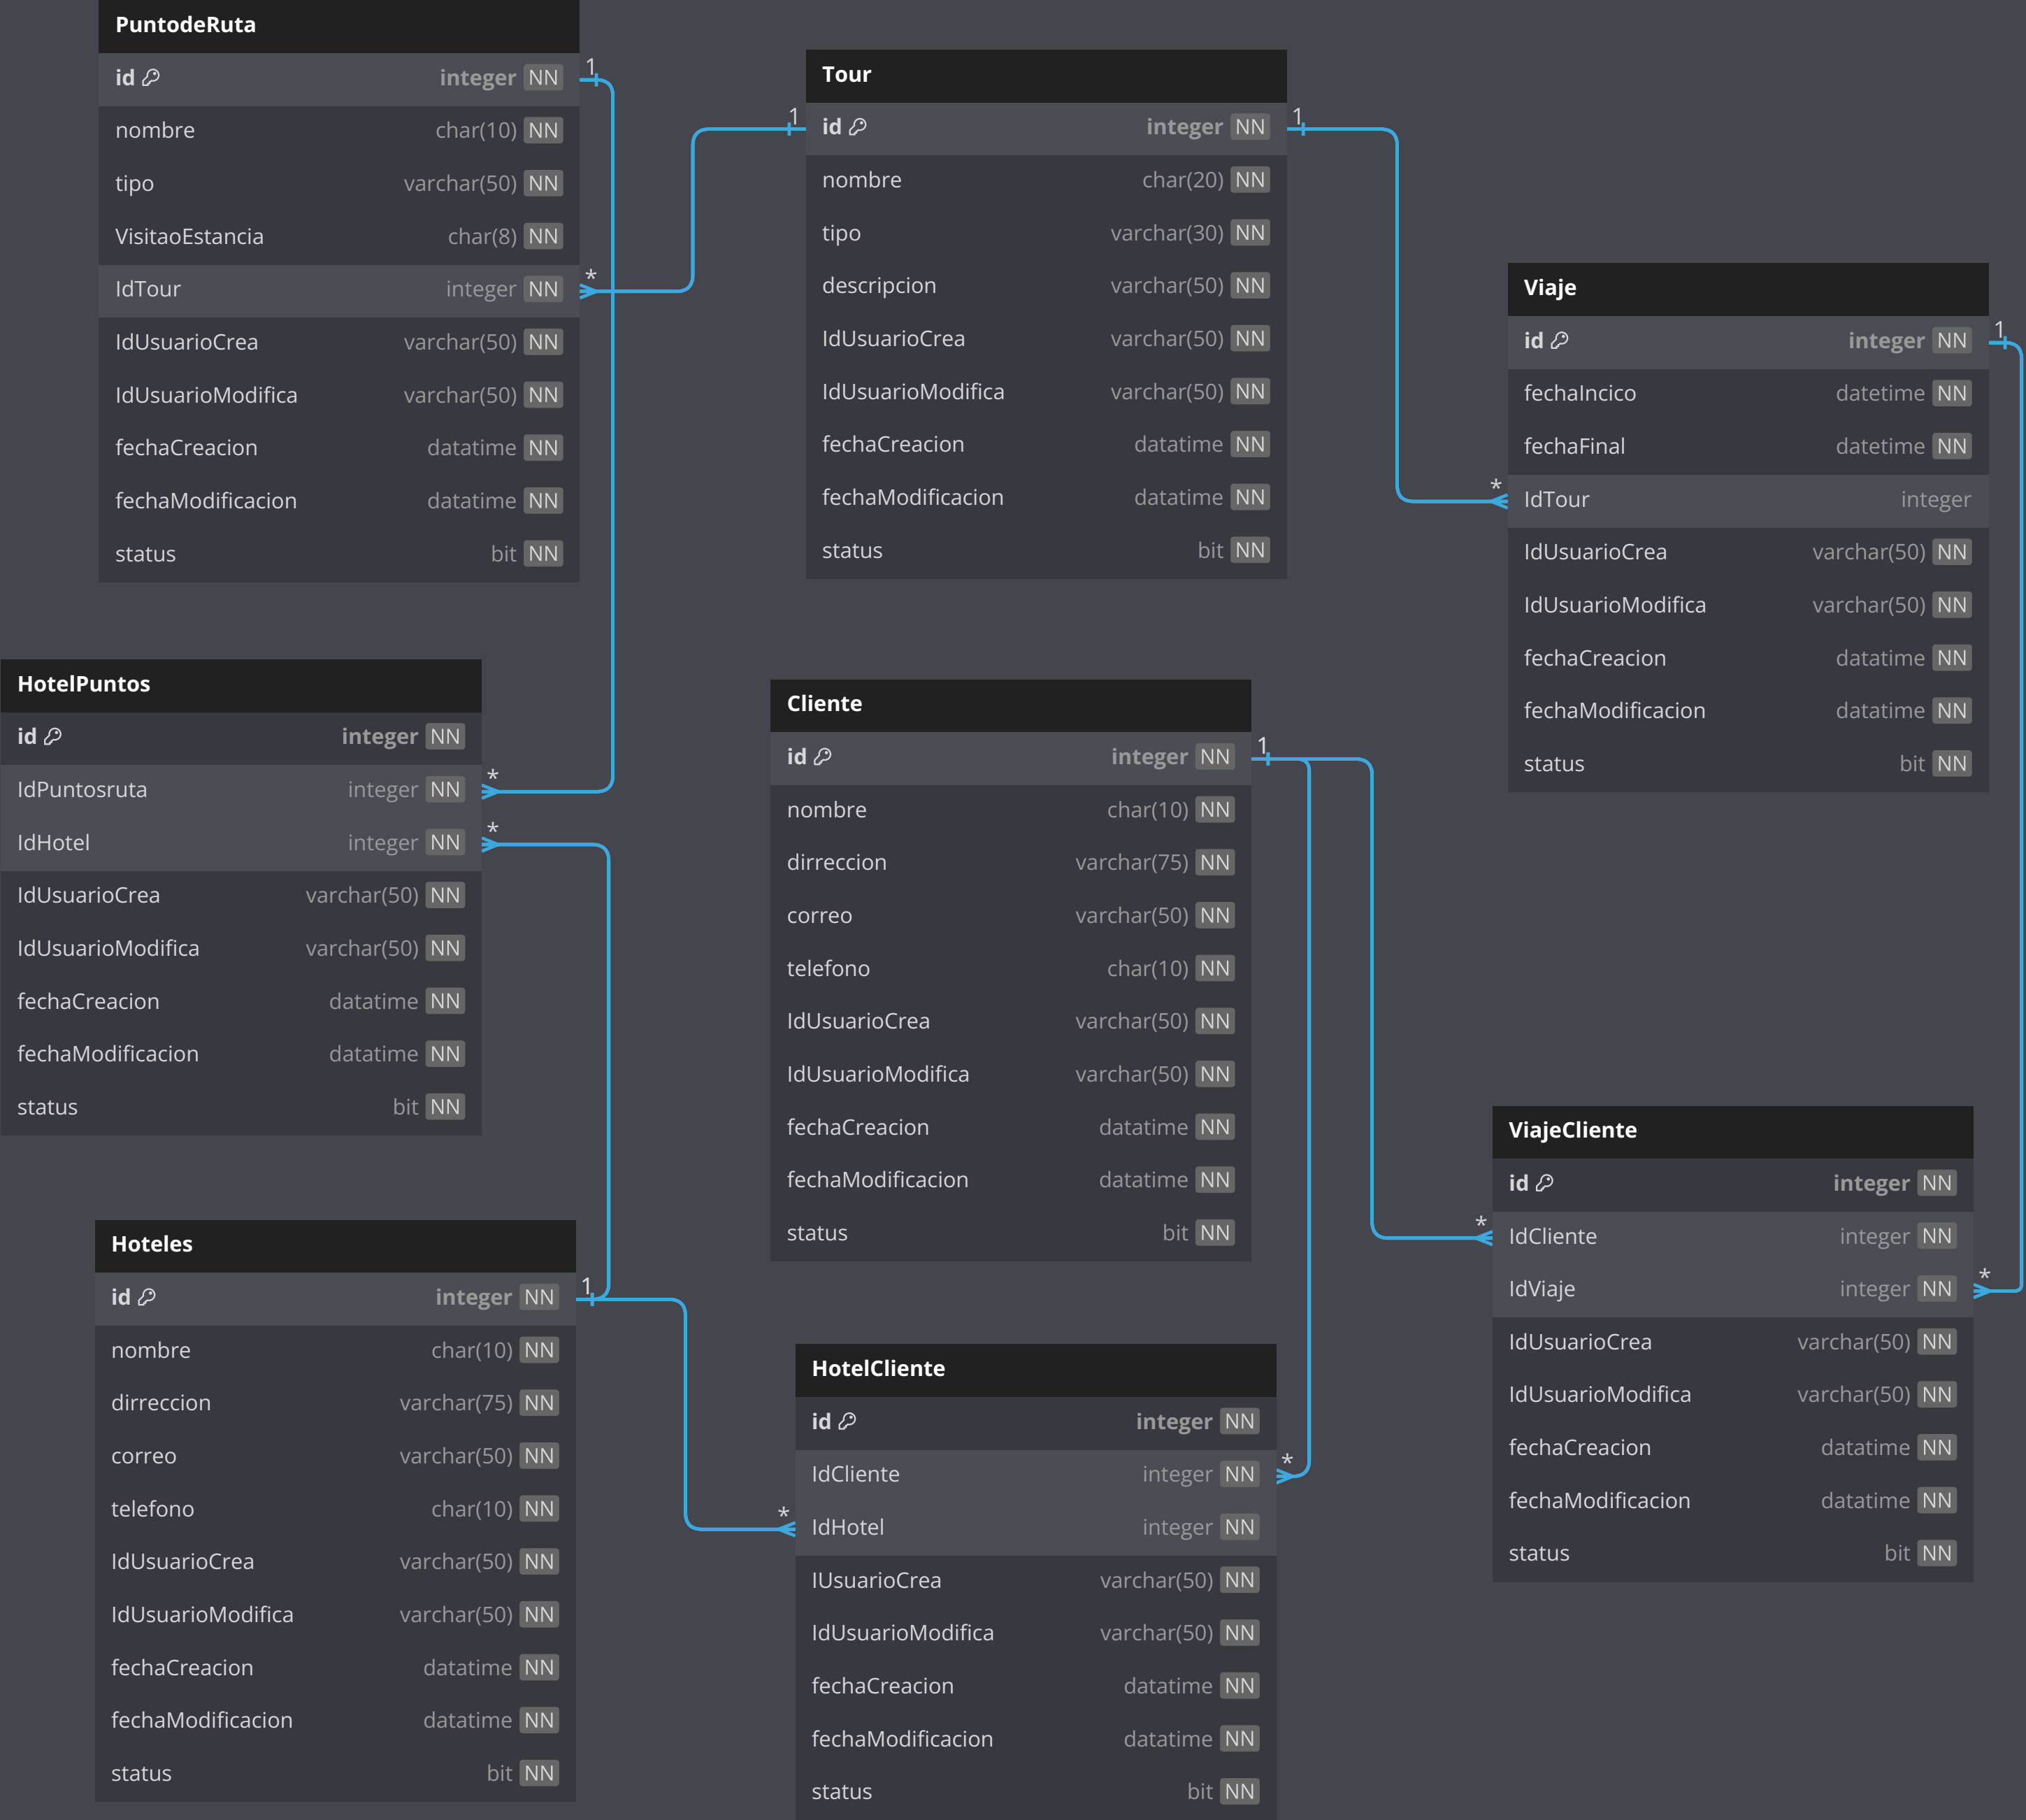 PuntodeRuta
id integer NN
nombre char(10) NN
tipo varchar(50) NN
VisitaoEstancia char(8) NN
IdTour integer NN
IdUsuarioCrea varchar(50) NN
IdUsuarioModifica varchar(50) NN
fechaCreacion datatime NN
fechaModificacion datatime NN
status bit NN
1
*
Tour
id integer NN
nombre char(20) NN
tipo varchar(30) NN
descripcion varchar(50) NN
IdUsuarioCrea varchar(50) NN
IdUsuarioModifica varchar(50) NN
fechaCreacion datatime NN
fechaModificacion datatime NN
status bit NN
1
1
Viaje
id integer NN
fechaIncico datetime NN
fechaFinal datetime NN
IdTour integer
IdUsuarioCrea varchar(50) NN
IdUsuarioModifica varchar(50) NN
fechaCreacion datatime NN
fechaModificacion datatime NN
status bit NN
1
*
HotelPuntos
id integer NN
IdPuntosruta integer NN
IdHotel integer NN
IdUsuarioCrea varchar(50) NN
IdUsuarioModifica varchar(50) NN
fechaCreacion datatime NN
fechaModificacion datatime NN
status bit NN
*
*
Cliente
id integer NN
nombre char(10) NN
dirreccion varchar(75) NN
correo varchar(50) NN
telefono char(10) NN
IdUsuarioCrea varchar(50) NN
IdUsuarioModifica varchar(50) NN
fechaCreacion datatime NN
fechaModificacion datatime NN
status bit NN
1
ViajeCliente
id integer NN
IdCliente integer NN
IdViaje integer NN
IdUsuarioCrea varchar(50) NN
IdUsuarioModifica varchar(50) NN
fechaCreacion datatime NN
fechaModificacion datatime NN
status bit NN
*
*
Hoteles
id integer NN
nombre char(10) NN
dirreccion varchar(75) NN
correo varchar(50) NN
telefono char(10) NN
IdUsuarioCrea varchar(50) NN
IdUsuarioModifica varchar(50) NN
fechaCreacion datatime NN
fechaModificacion datatime NN
status bit NN
1
HotelCliente
id integer NN
IdCliente integer NN
IdHotel integer NN
IUsuarioCrea varchar(50) NN
IdUsuarioModifica varchar(50) NN
fechaCreacion datatime NN
fechaModificacion datatime NN
status bit NN
*
*